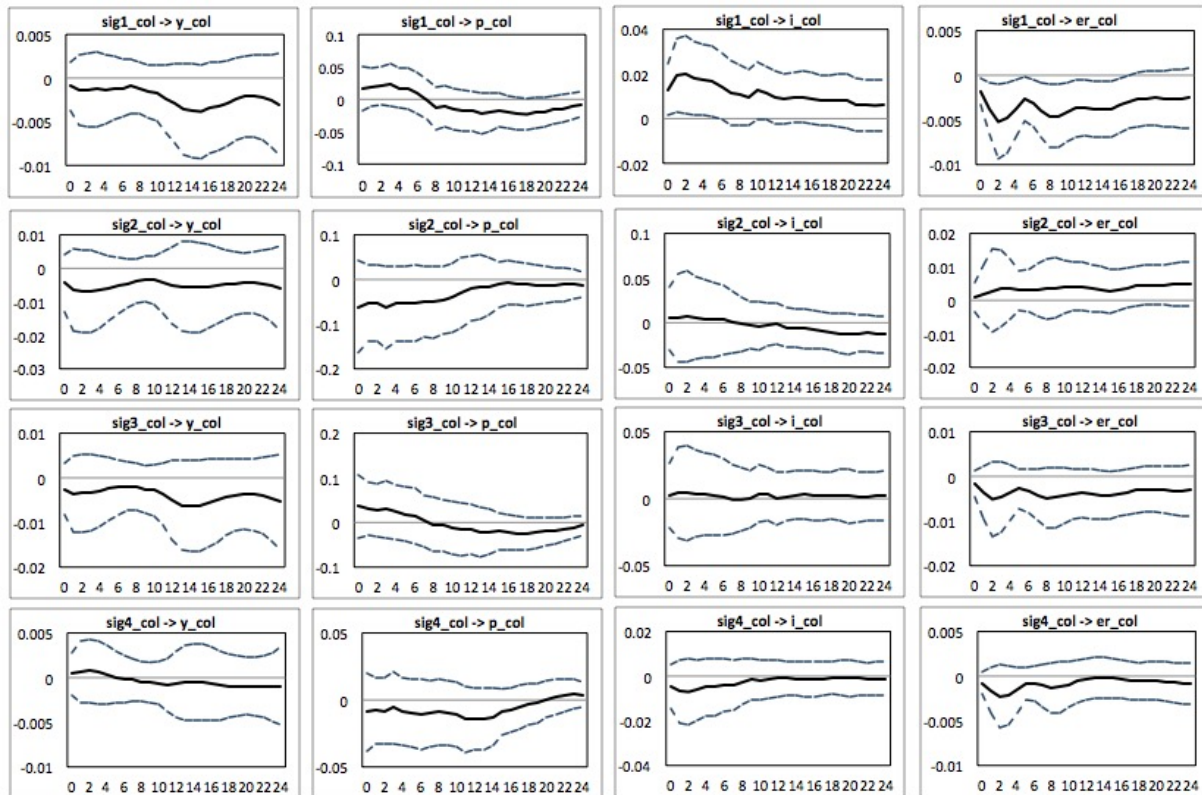 sig1_col -> y_col
0.005
0
-0.005
-0.01
0 2 4 6 8 10 12 14 16 18 20 22 24
sig1_col -> p_col
0.1
0.05
0
-0.05
-0.1
0 2 4 6 8 10 12 14 16 18 20 22 24
sig1_col -> i_col
0.04
0.02
0
-0.02
0 2 4 6 8 10 12 14 16 18 20 22 24
sig1_col -> er_col
0.005
0
-0.005
-0.01
0 2 4 6 8 10 12 14 16 18 20 22 24
sig2_col -> y_col
0.01
0
-0.01
-0.02
-0.03
0 2 4 6 8 10 12 14 16 18 20 22 24
sig2_col -> p_col
0.1
0
-0.1
-0.2
0 2 4 6 8 10 12 14 16 18 20 22 24
sig2_col -> i_col
0.1
0.05
0
-0.05
0 2 4 6 8 10 12 14 16 18 20 22 24
sig2_col -> er_col
0.02
0.01
0
-0.01
-0.02
0 2 4 6 8 10 12 14 16 18 20 22 24
sig3_col -> y_col
0.01
0
-0.01
-0.02
0 2 4 6 8 10 12 14 16 18 20 22 24
sig3_col -> p_col
0.2
0.1
0
-0.1
0 2 4 6 8 10 12 14 16 18 20 22 24
sig3_col -> i_col
0.05
0
-0.05
0 2 4 6 8 10 12 14 16 18 20 22 24
sig3_col -> er_col
0.01
0
-0.01
-0.02
0 2 4 6 8 10 12 14 16 18 20 22 24
sig4_col -> y_col
0.005
0
-0.005
-0.01
0 2 4 6 8 10 12 14 16 18 20 22 24
sig4_col -> p_col
0.05
0
-0.05
0 2 4 6 8 10 12 14 16 18 20 22 24
sig4_col -> i_col
0.02
0
-0.02
-0.04
0 2 4 6 8 10 12 14 16 18 20 22 24
sig4_col -> er_col
0.005
0
-0.005
-0.01
0 2 4 6 8 10 12 14 16 18 20 22 24